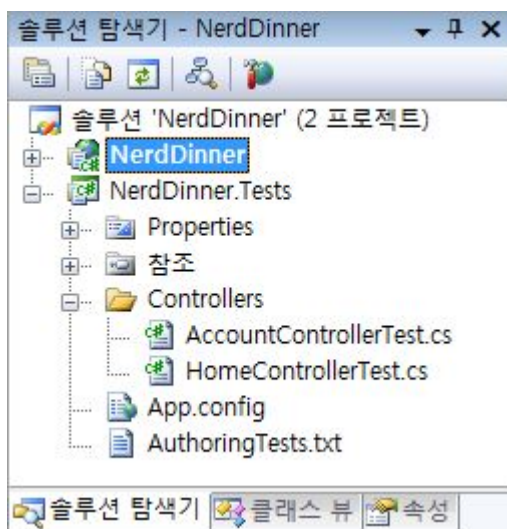 솔루션 탐색기 - NerdDinner
솔루션 'NerdDinner' (2 프로젝트)
NerdDinner
NerdDinner.Tests
Properties
참조
Controllers
AccountControllerTest.cs
HomeControllerTest.cs
App.config
AuthoringTests.txt
솔루션 탐색기 클래스 뷰 속성